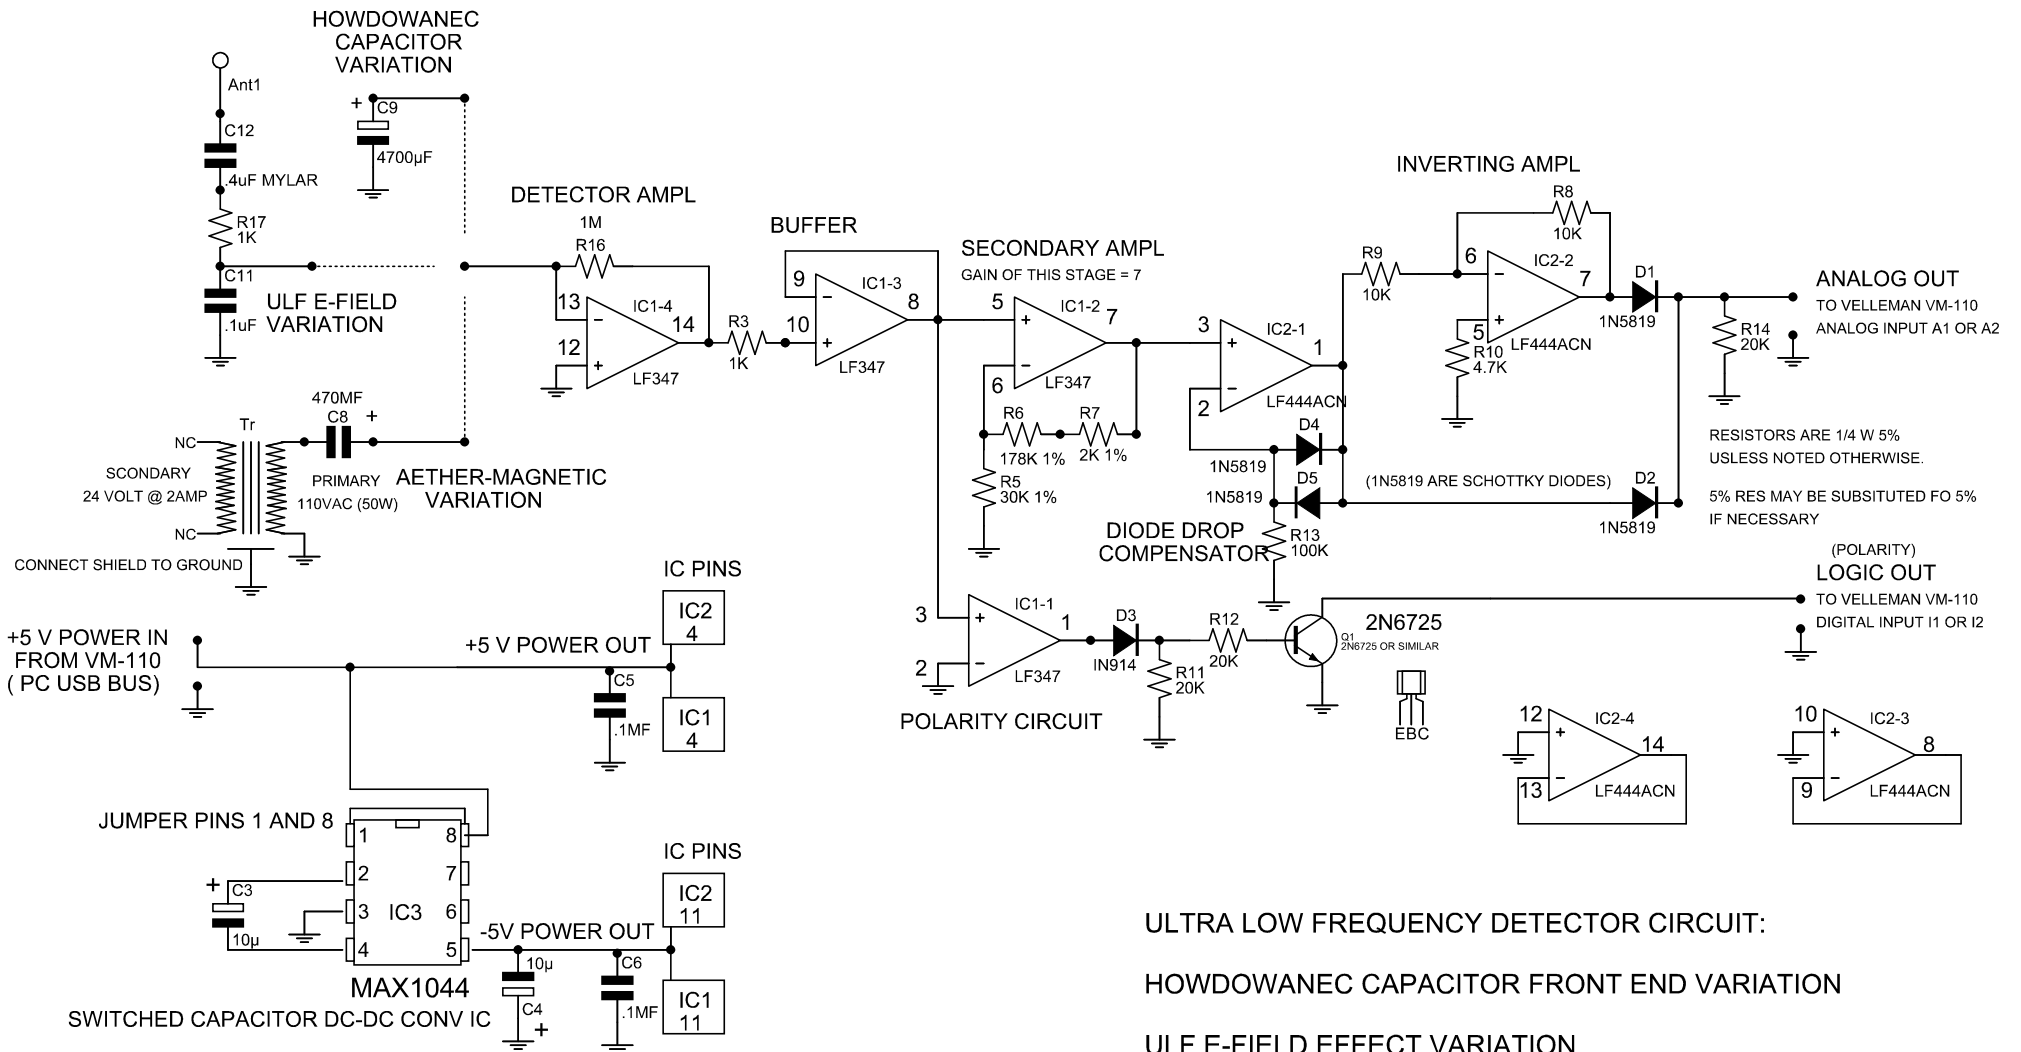 HOWDOWANEC
CAPACITOR
VARIATION
Ant1
C12
.4uF MYLAR
R17
1K
C11
.1uF
ULF E-FIELD
VARIATION
+
C9
4700µF
DETECTOR AMPL
1M
R16
13
12
14
-
+
IC1-4
LF347
R3
1K
BUFFER
9
10
8
-
+
IC1-3
LF347
SECONDARY AMPL
GAIN OF THIS STAGE = 7
5
6
7
+
-
IC1-2
LF347
R6
178K 1%
R7
2K 1%
R5
30K 1%
3
2
1
+
-
IC2-1
LF444ACN
D4
1N5819
1N5819
D5
DIODE DROP
COMPENSATOR
R13
100K
INVERTING AMPL
R8
10K
R9
10K
6
5
7
-
+
IC2-2
LF444ACN
R10
4.7K
D1
1N5819
R14
20K
ANALOG OUT
TO VELLEMAN VM-110
ANALOG INPUT A1 OR A2
(1N5819 ARE SCHOTTKY DIODES)
D2
1N5819
RESISTORS ARE 1/4 W 5%
USLESS NOTED OTHERWISE.
5% RES MAY BE SUBSITUTED FO 5%
IF NECESSARY
(POLARITY)
LOGIC OUT
TO VELLEMAN VM-110
DIGITAL INPUT I1 OR I2
470MF
C8
+
Tr
NC
NC
SCONDARY
24 VOLT @ 2AMP
PRIMARY
110VAC (50W)
AETHER-MAGNETIC
VARIATION
CONNECT SHIELD TO GROUND
3
2
1
+
-
IC1-1
LF347
POLARITY CIRCUIT
D3
IN914
R11
20K
R12
20K
2N6725
Q1
2N6725 OR SIMILAR
EBC
12
13
14
+
-
IC2-4
LF444ACN
10
9
8
+
-
IC2-3
LF444ACN
+5 V POWER IN
FROM VM-110
( PC USB BUS)
+5 V POWER OUT
IC PINS
IC2
4
IC1
4
C5
.1MF
JUMPER PINS 1 AND 8
1
2
3
4
8
7
6
5
IC3
MAX1044
SWITCHED CAPACITOR DC-DC CONV IC
+
C3
10µ
-5V POWER OUT
10µ
C4
+
C6
.1MF
IC PINS
IC2
11
IC1
11
ULTRA LOW FREQUENCY DETECTOR CIRCUIT:
HOWDOWANEC CAPACITOR FRONT END VARIATION
ULF E-FIELD EFFECT VARIATION